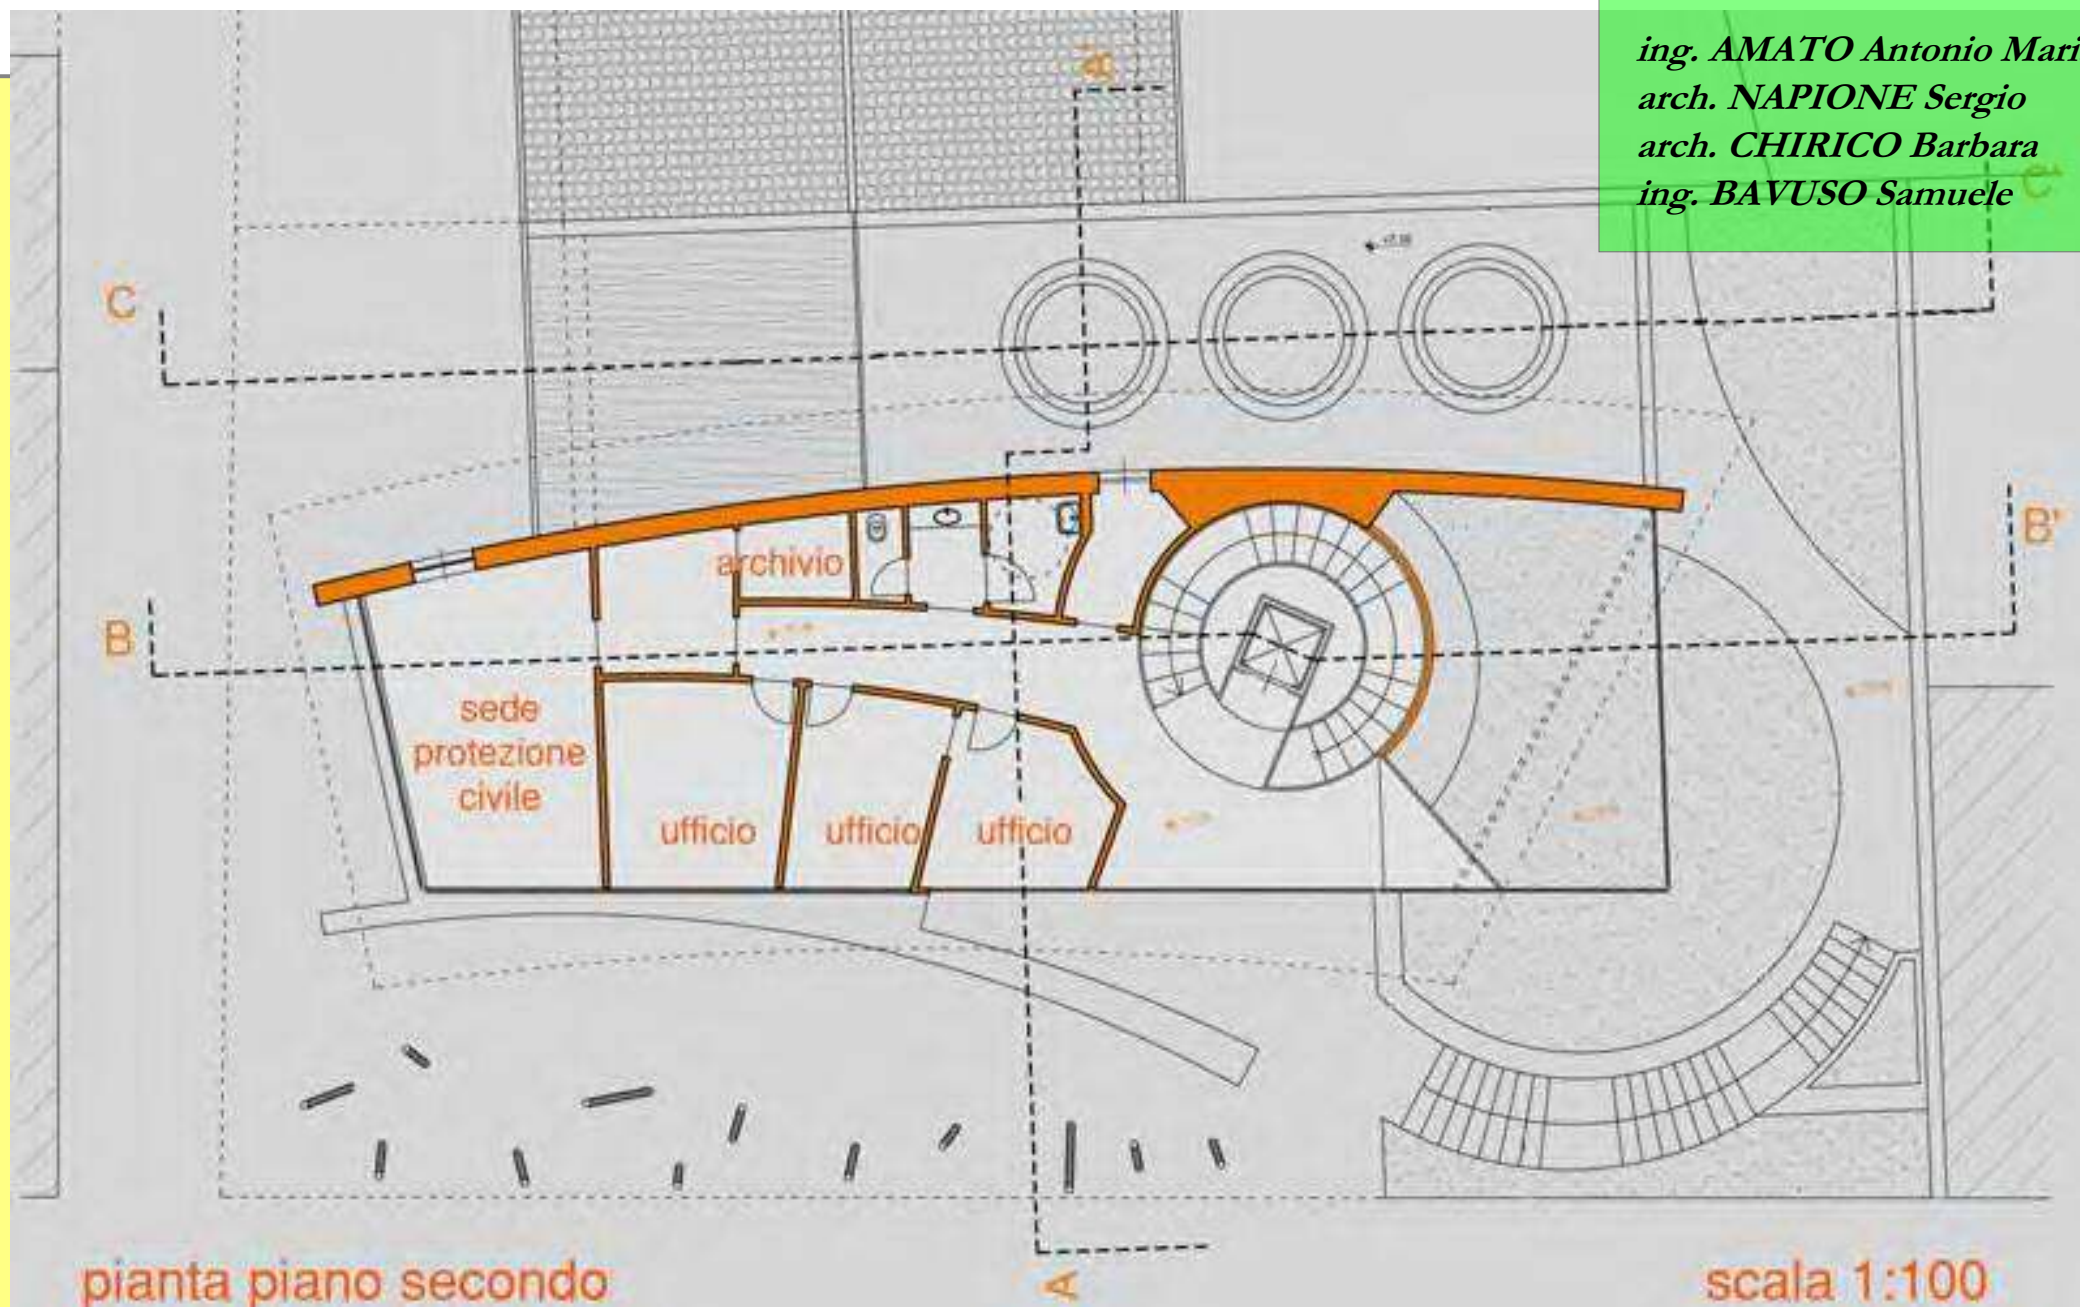 ing. AMATO Antonio Mari
arch. NAPIONE Sergio
arch. CHIRICO Barbara
ing. BAVUSO Samuele
A'
C'
C
B'
B
archivio
sede
protezione
civile
ufficio
ufficio
ufficio
A
pianta piano secondo
scala 1:100